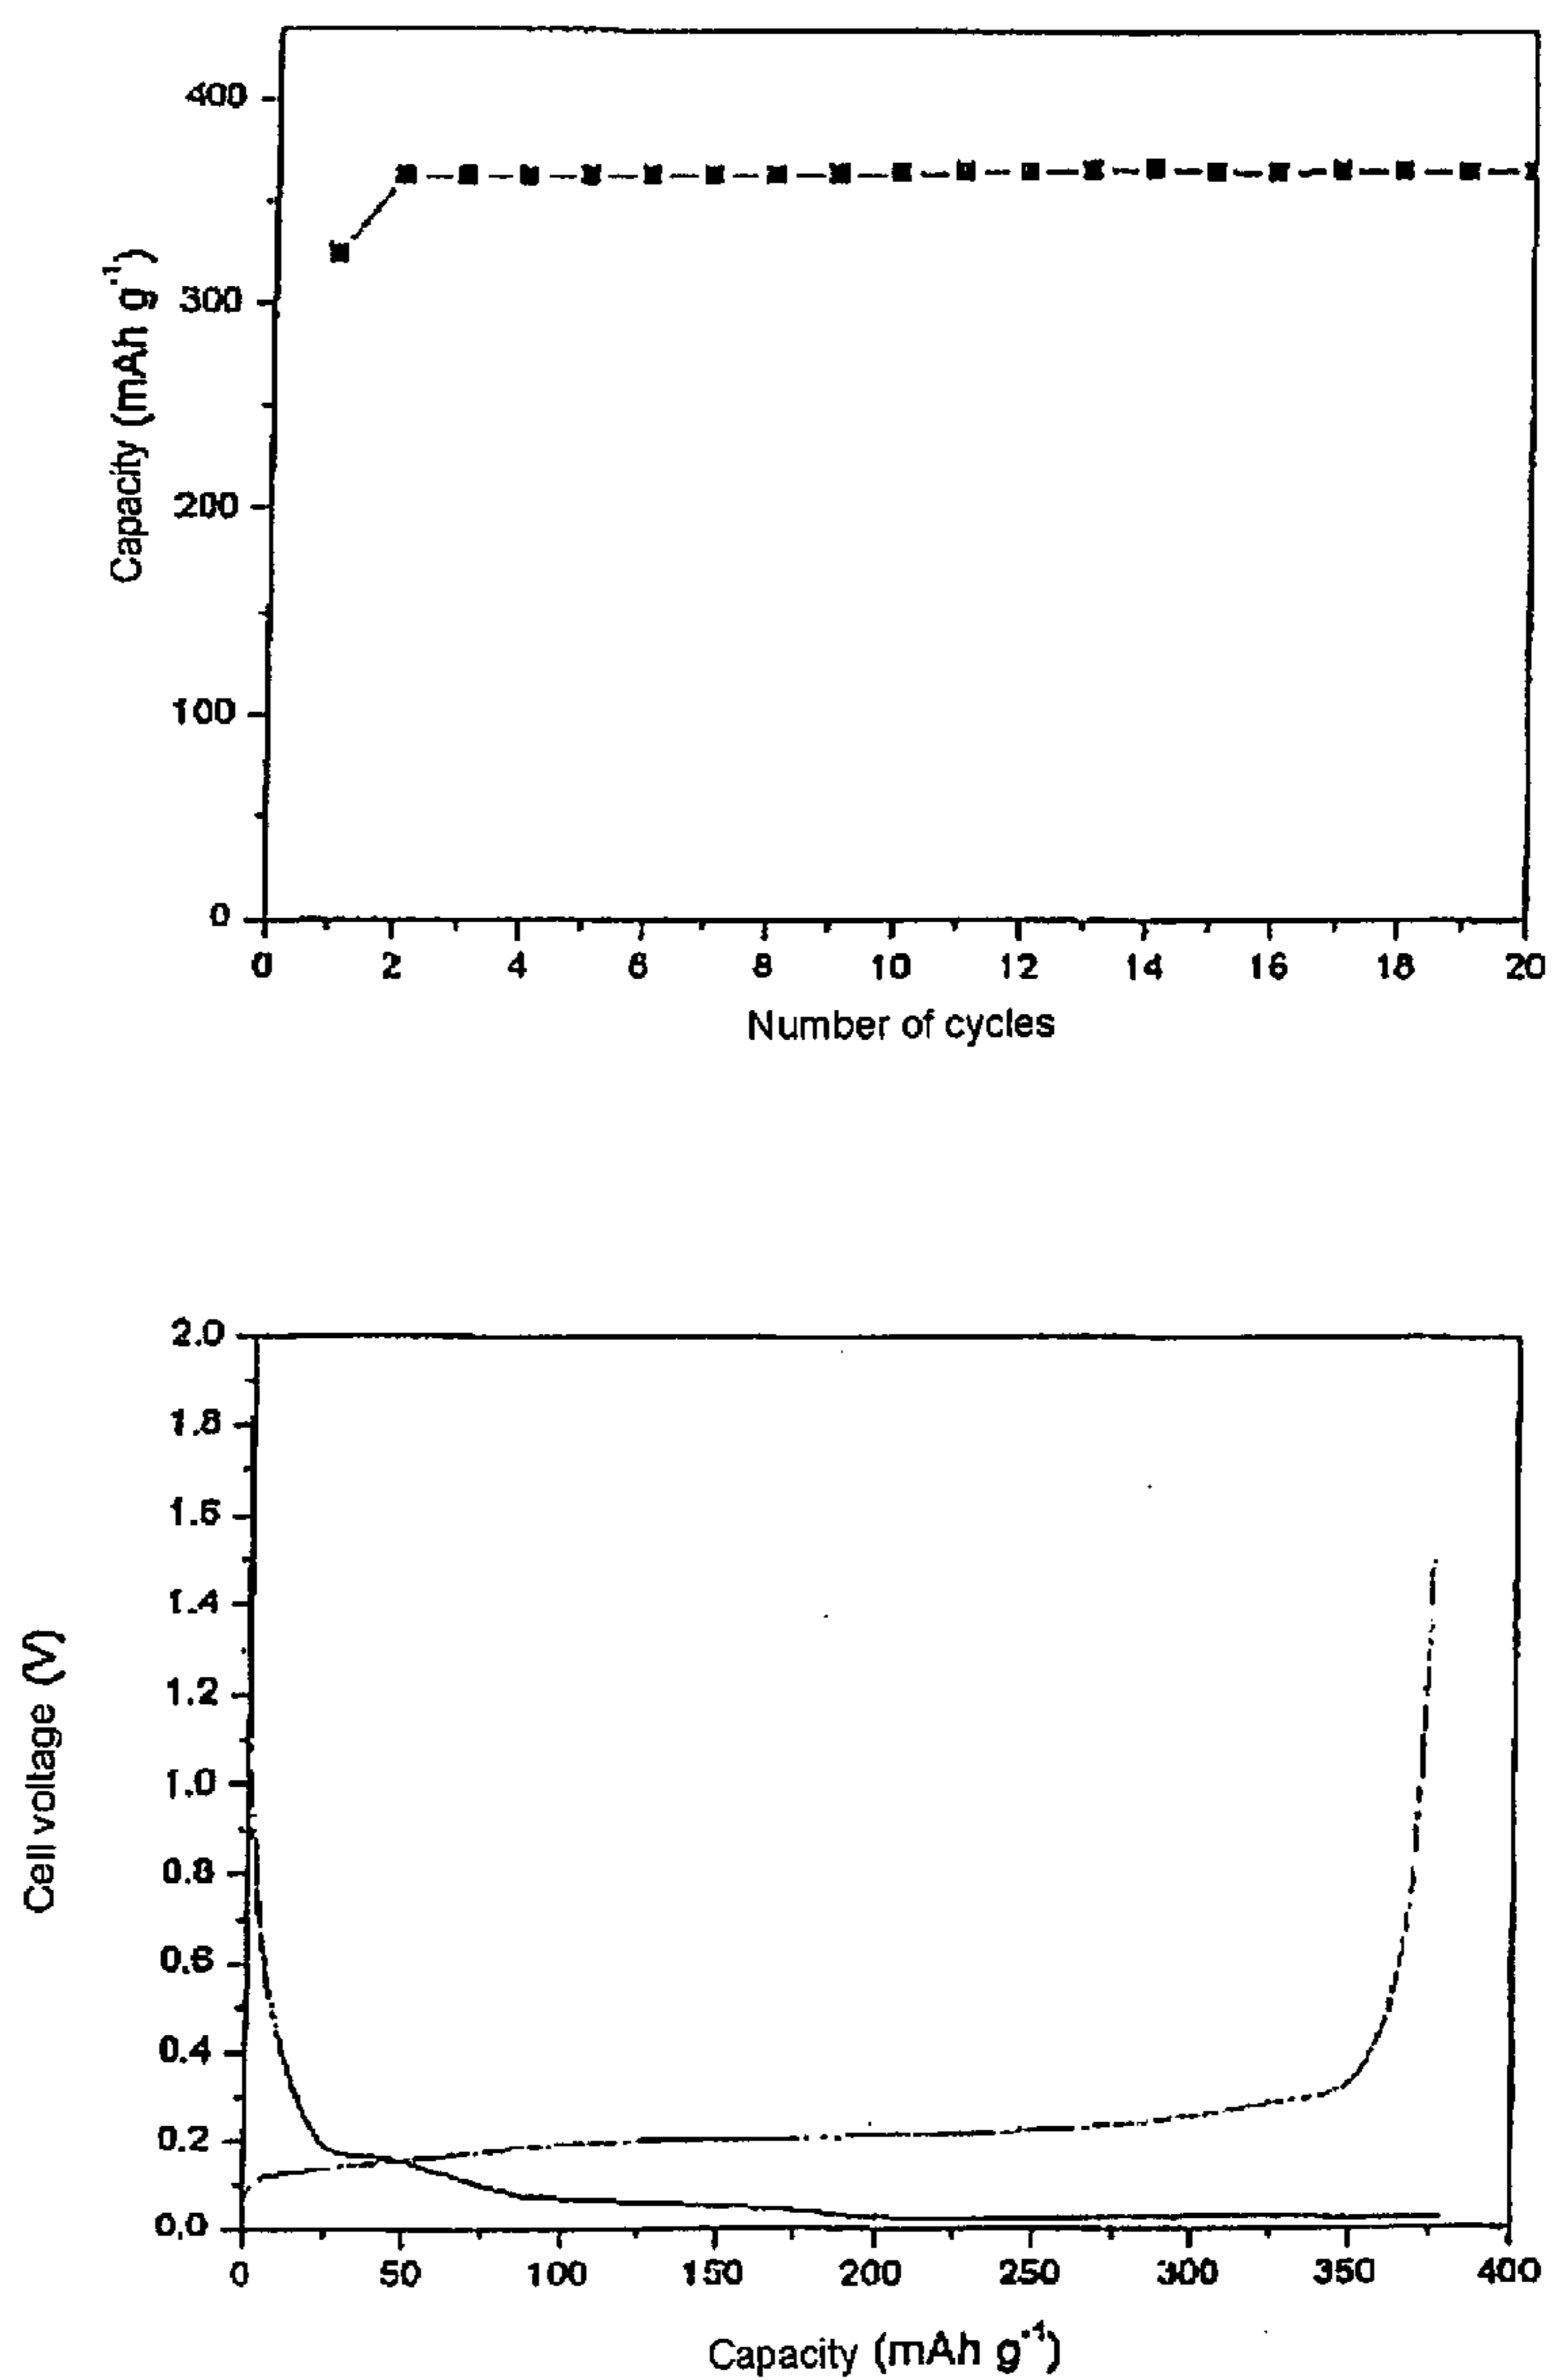 400
300
200
100
0
Capacity (mAh g⁻¹)
0 2 4 6 8 10 12 14 16 18 20
Number of cycles
2.0
1.8
1.6
1.4
1.2
1.0
0.8
0.6
0.4
0.2
0.0
Cell voltage (V)
0 50 100 150 200 250 300 350 400
Capacity (mAh g⁻¹)